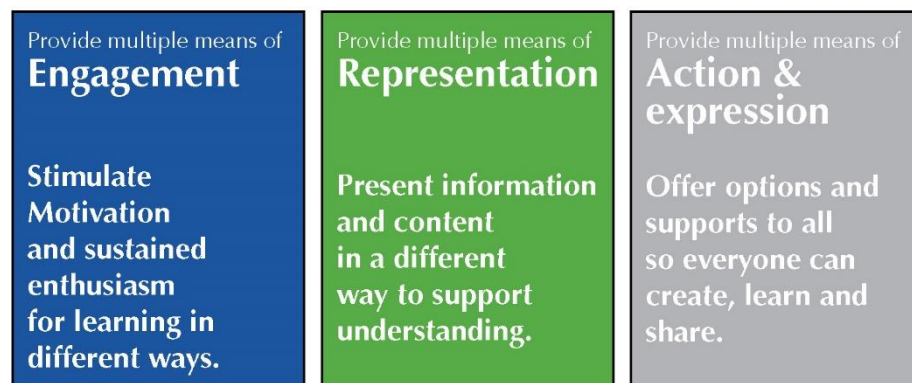 Provide multiple means of
Engagement
Stimulate
Motivation
and sustained
enthusiasm
for learning in
different ways.
Provide multiple means of
Representation
Present information
and content
in a different
way to support
understanding.
Provide multiple means of
Action &
expression
Offer options and
supports to all
so everyone can
create, learn and
share.